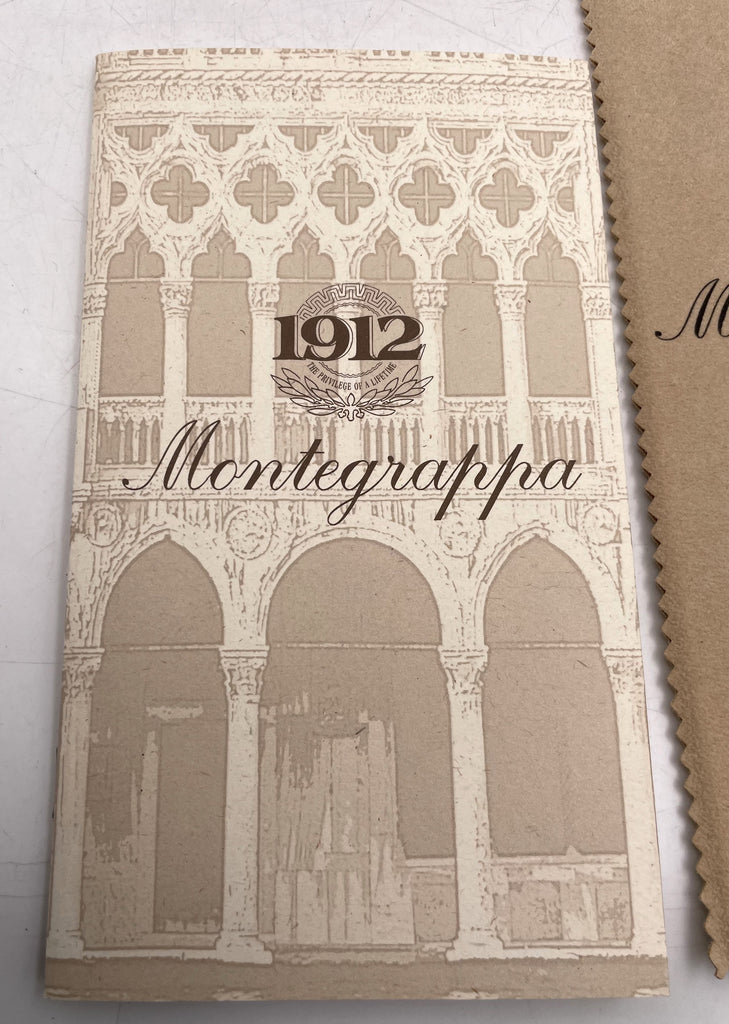 1912
THE PRIVILEGE OF A LIFETIME
Montegrappa
M